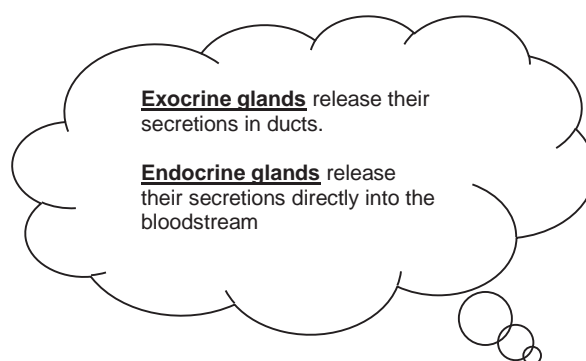 Exocrine glands release their
secretions in ducts.
Endocrine glands release
their secretions directly into the
bloodstream